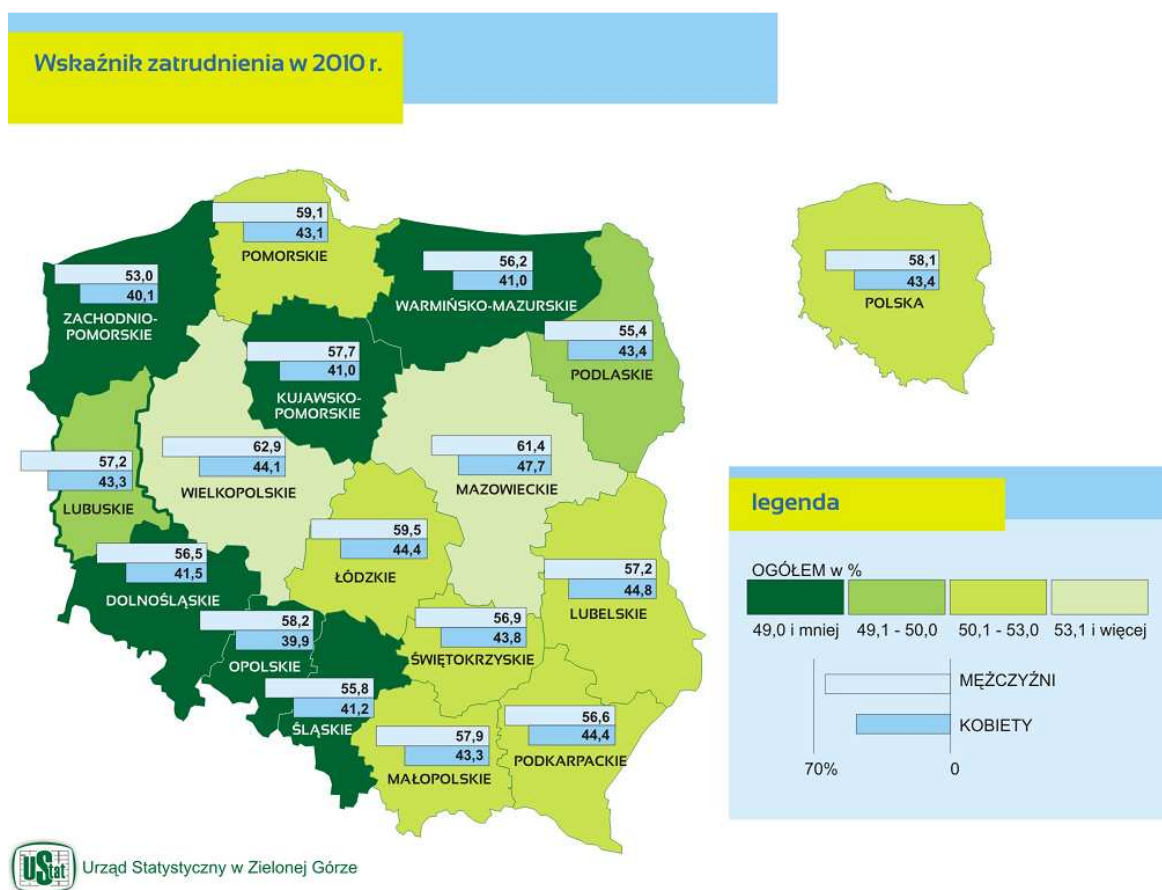 Wskaźnik zatrudnienia w 2010 r.
59,1
43,1
POMORSKIE
53,0
40,1
ZACHODNIO-
POMORSKIE
56,2
41,0
WARMIŃSKO-MAZURSKIE
55,4
43,4
PODLASKIE
57,7
41,0
KUJAWSKO-
POMORSKIE
57,2
43,3
LUBUSKIE
62,9
44,1
WIELKOPOLSKIE
61,4
47,7
MAZOWIECKIE
59,5
44,4
ŁÓDZKIE
56,5
41,5
DOLNOŚLĄSKIE
57,2
44,8
LUBELSKIE
58,2
39,9
OPOLSKIE
56,9
43,8
ŚWIĘTOKRZYSKIE
55,8
41,2
ŚLĄSKIE
57,9
43,3
MAŁOPOLSKIE
56,6
44,4
PODKARPACKIE
58,1
43,4
POLSKA
legenda
OGÓŁEM w %
49,0 i mniej 49,1 - 50,0 50,1 - 53,0 53,1 i więcej
MĘŻCZYŹNI
KOBIETY
70% 0
UStat Urząd Statystyczny w Zielonej Górze